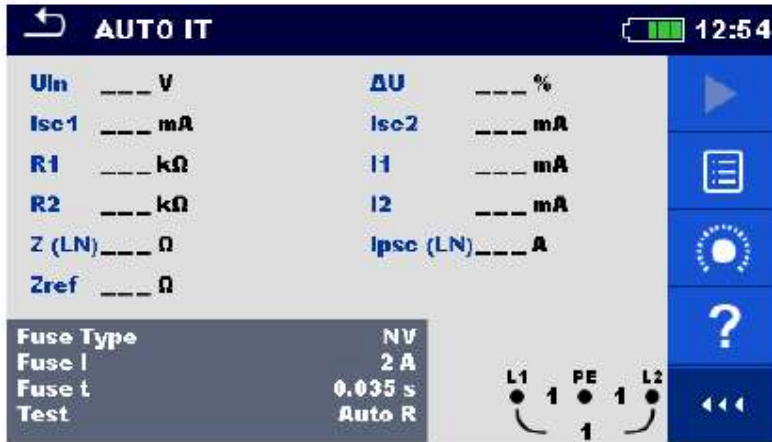 AUTO IT 12:54
Uln ___ V ΔU ___ %
Isc1 ___ mA Isc2 ___ mA
R1 ___ kΩ I1 ___ mA
R2 ___ kΩ I2 ___ mA
Z (LN) ___ Ω Ipsc (LN) ___ A
Zref ___ Ω
Fuse Type NV
Fuse I 2 A
Fuse t 0.035 s
Test Auto R
L1 PE L2
1 1
1
?